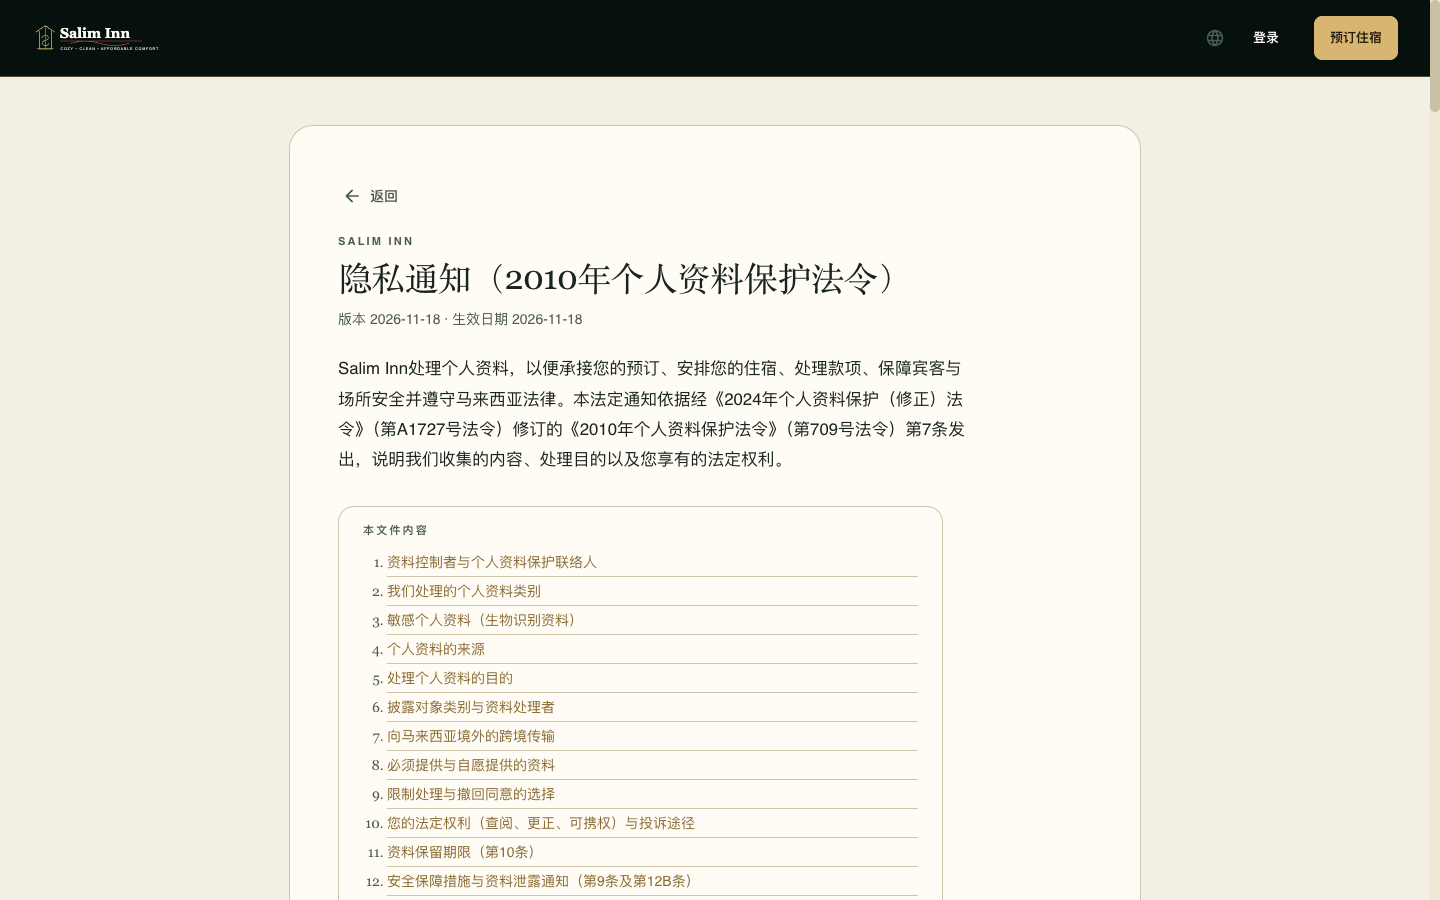 Salim Inn
COZY • CLEAN • AFFORDABLE COMFORT
登录
预订住宿
返回
SALIM INN
隐私通知（2010年个人资料保护法令）
版本 2026-11-18 · 生效日期 2026-11-18
Salim Inn处理个人资料，以便承接您的预订、安排您的住宿、处理款项、保障宾客与
场所安全并遵守马来西亚法律。本法定通知依据经《2024年个人资料保护（修正）法
令》（第A1727号法令）修订的《2010年个人资料保护法令》（第709号法令）第7条发
出，说明我们收集的内容、处理目的以及您享有的法定权利。
本文件内容
1. 资料控制者与个人资料保护联络人
2. 我们处理的个人资料类别
3. 敏感个人资料（生物识别资料）
4. 个人资料的来源
5. 处理个人资料的目的
6. 披露对象类别与资料处理者
7. 向马来西亚境外的跨境传输
8. 必须提供与自愿提供的资料
9. 限制处理与撤回同意的选择
10. 您的法定权利（查阅、更正、可携权）与投诉途径
11. 资料保留期限（第10条）
12. 安全保障措施与资料泄露通知（第9条及第12B条）